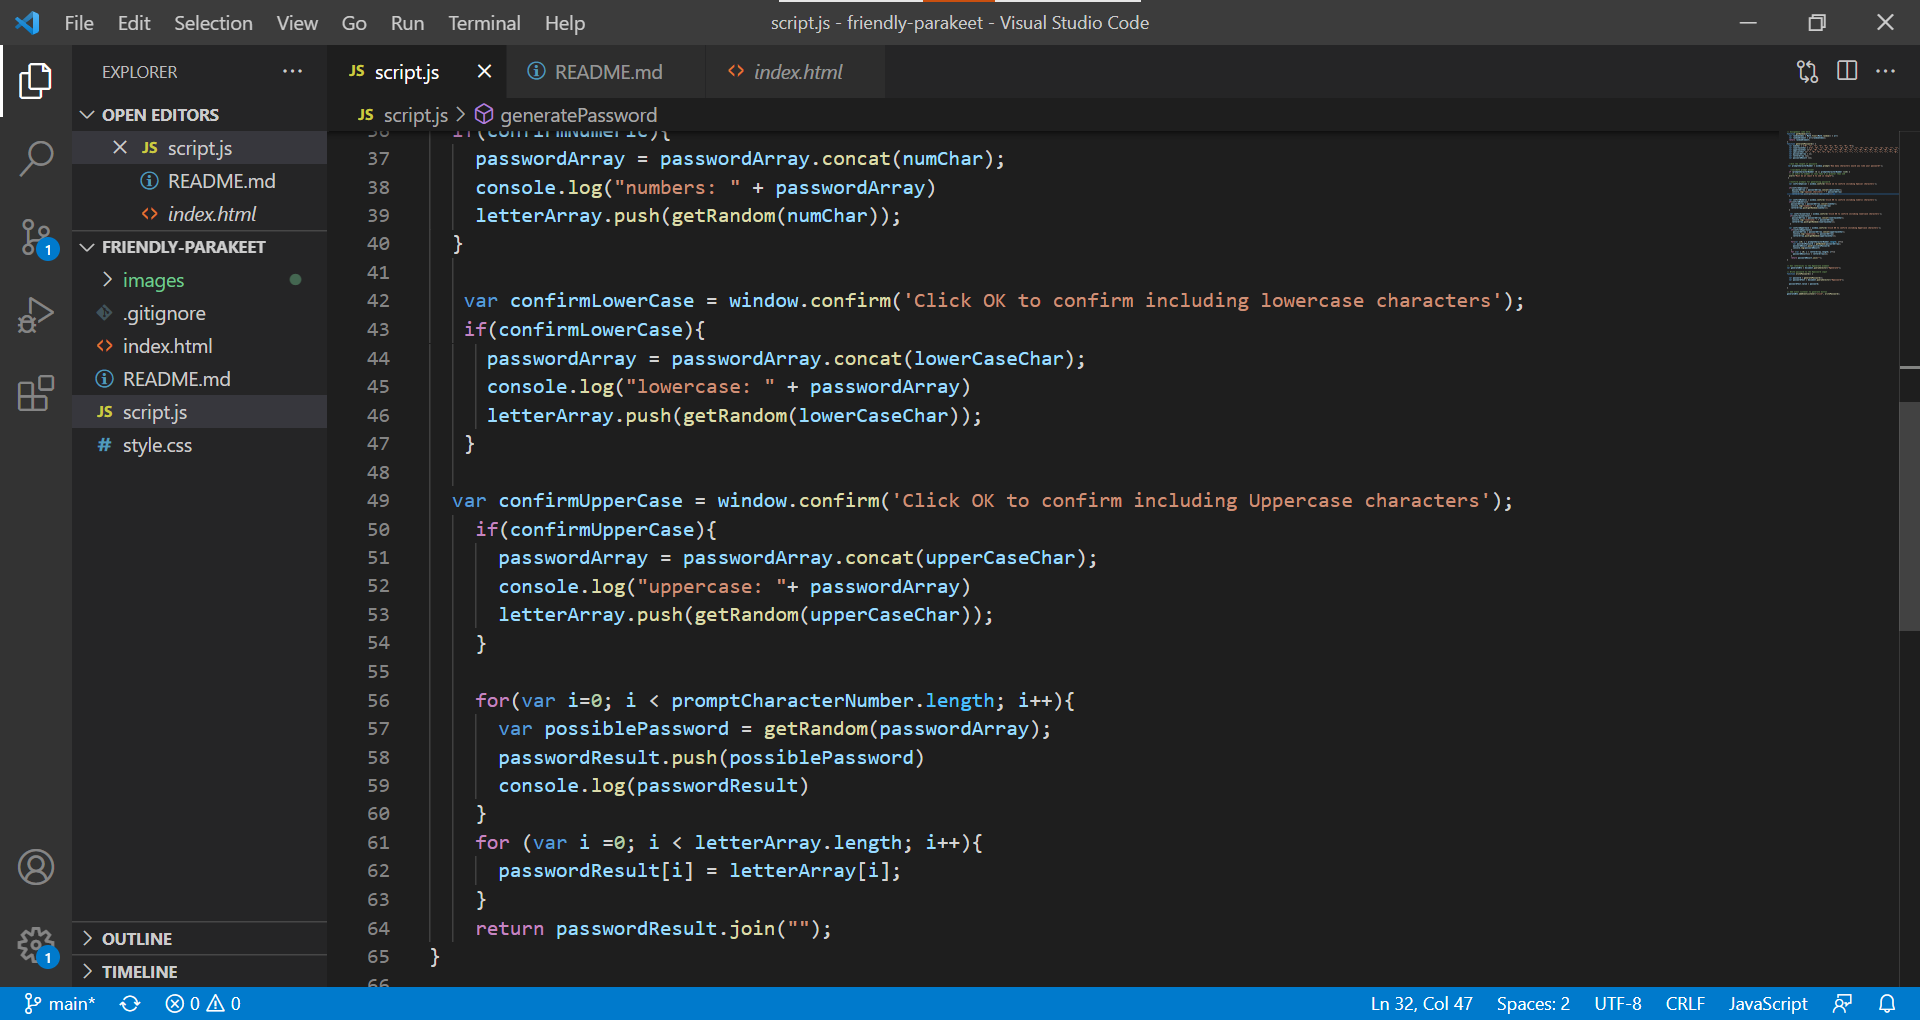 File Edit Selection View Go Run Terminal Help script.js - friendly-parakeet - Visual Studio Code
EXPLORER
OPEN EDITORS
JS script.js
README.md
index.html
FRIENDLY-PARAKEET
images
.gitignore
index.html
README.md
JS script.js
# style.css
OUTLINE
TIMELINE
1
1
JS script.js README.md index.html
JS script.js > generatePassword
36 if(confirmNumeric){
37 passwordArray = passwordArray.concat(numChar);
38 console.log("numbers: " + passwordArray)
39 letterArray.push(getRandom(numChar));
40 }
41
42 var confirmLowerCase = window.confirm('Click OK to confirm including lowercase characters');
43 if(confirmLowerCase){
44 passwordArray = passwordArray.concat(lowerCaseChar);
45 console.log("lowercase: " + passwordArray)
46 letterArray.push(getRandom(lowerCaseChar));
47 }
48
49 var confirmUpperCase = window.confirm('Click OK to confirm including Uppercase characters');
50 if(confirmUpperCase){
51 passwordArray = passwordArray.concat(upperCaseChar);
52 console.log("uppercase: "+ passwordArray)
53 letterArray.push(getRandom(upperCaseChar));
54 }
55
56 for(var i=0; i < promptCharacterNumber.length; i++){
57 var possiblePassword = getRandom(passwordArray);
58 passwordResult.push(possiblePassword)
59 console.log(passwordResult)
60 }
61 for (var i =0; i < letterArray.length; i++){
62 passwordResult[i] = letterArray[i];
63 }
64 return passwordResult.join("");
65 }
66
main* 0 0 Ln 32, Col 47 Spaces: 2 UTF-8 CRLF JavaScript